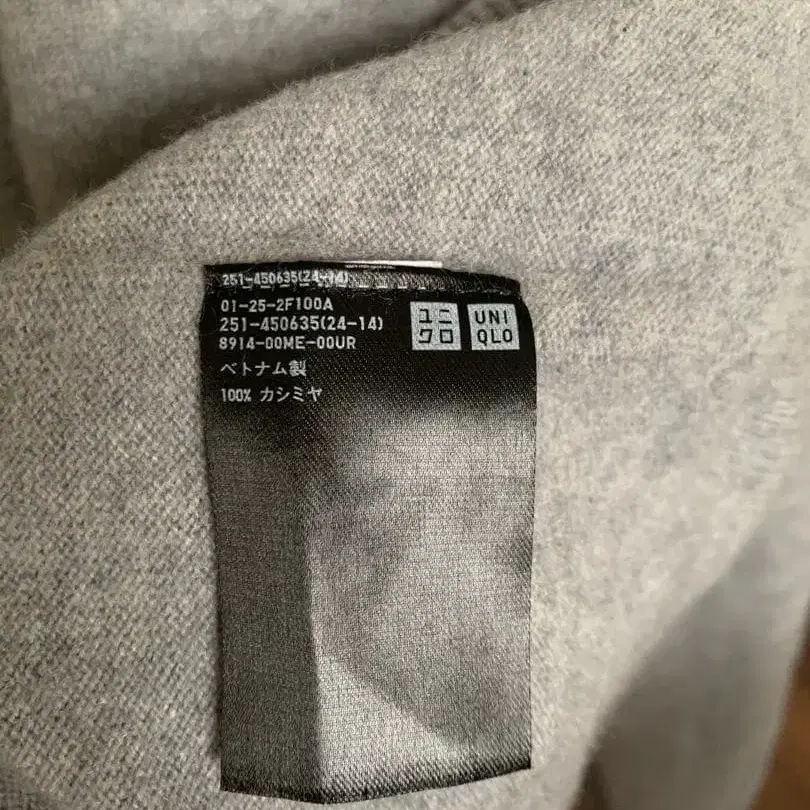 251-450635(24-14)
01-25-2F100A
251-450635(24-14)
8914-00ME-00UR
ベトナム製
100% カシミヤ
ユニ
クロ
UNI
QLO